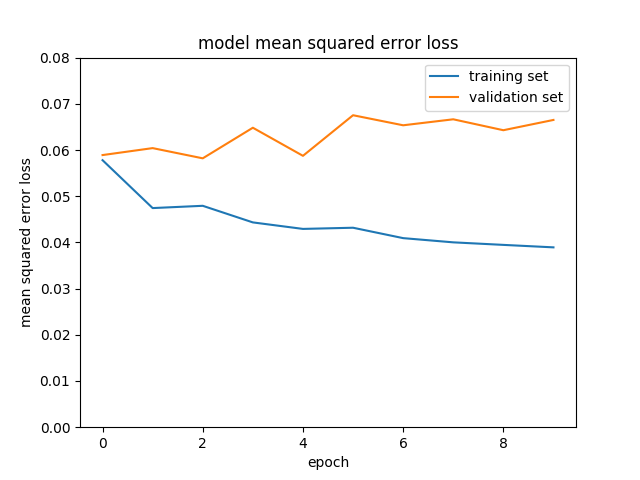 model mean squared error loss
0.08
0.07
0.06
0.05
0.04
0.03
0.02
0.01
0.00
mean squared error loss
training set
validation set
0
2
4
6
8
epoch